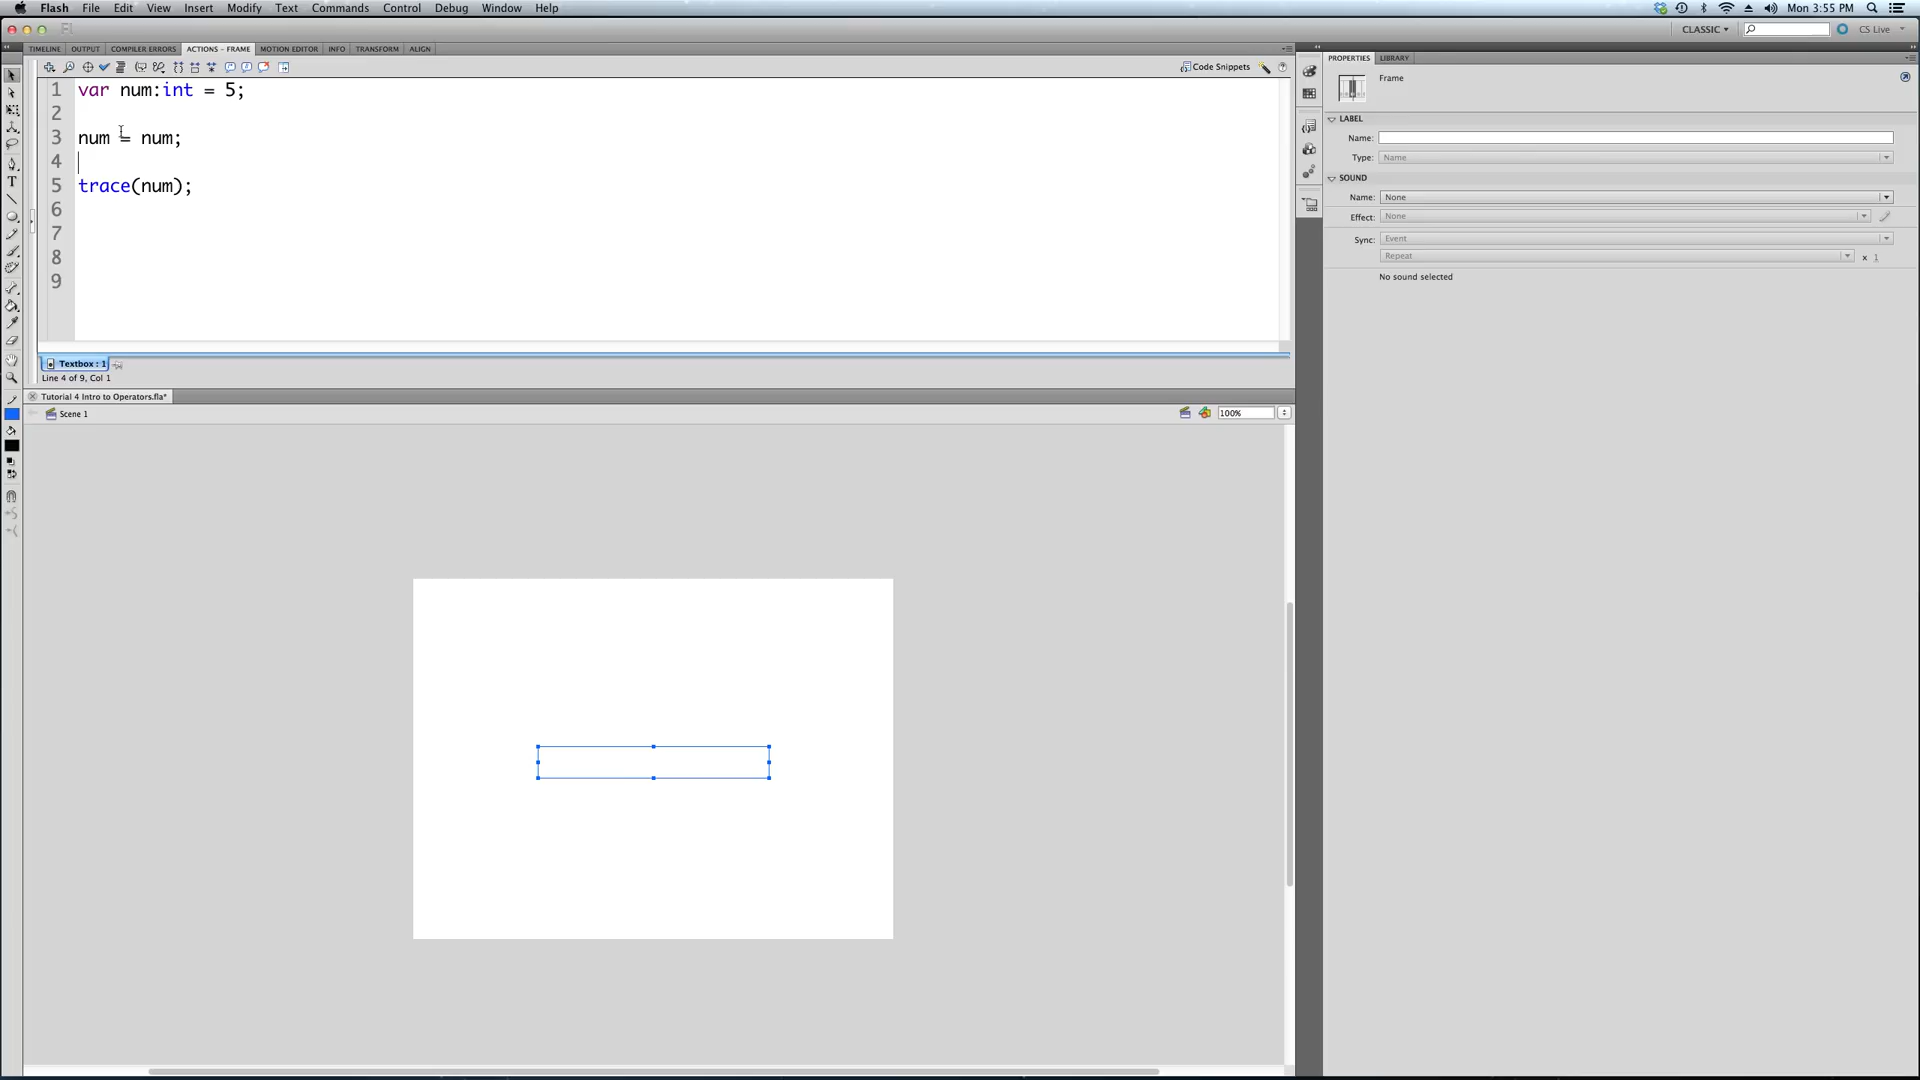 Flash File Edit View Insert Modify Text Commands Control Debug Window Help Mon 3:55 PM
CLASSIC CS Live
TIMELINE OUTPUT COMPILER ERRORS ACTIONS - FRAME MOTION EDITOR INFO TRANSFORM ALIGN
Code Snippets
1 var num:int = 5;
2
3 num = num;
4
5 trace(num);
6
7
8
9
Textbox : 1
Line 4 of 9, Col 1
Tutorial 4 Intro to Operators.fla*
Scene 1
100%
PROPERTIES LIBRARY
Frame
LABEL
Name:
Type: Name
SOUND
Name: None
Effect: None
Sync: Event
Repeat x 1
No sound selected